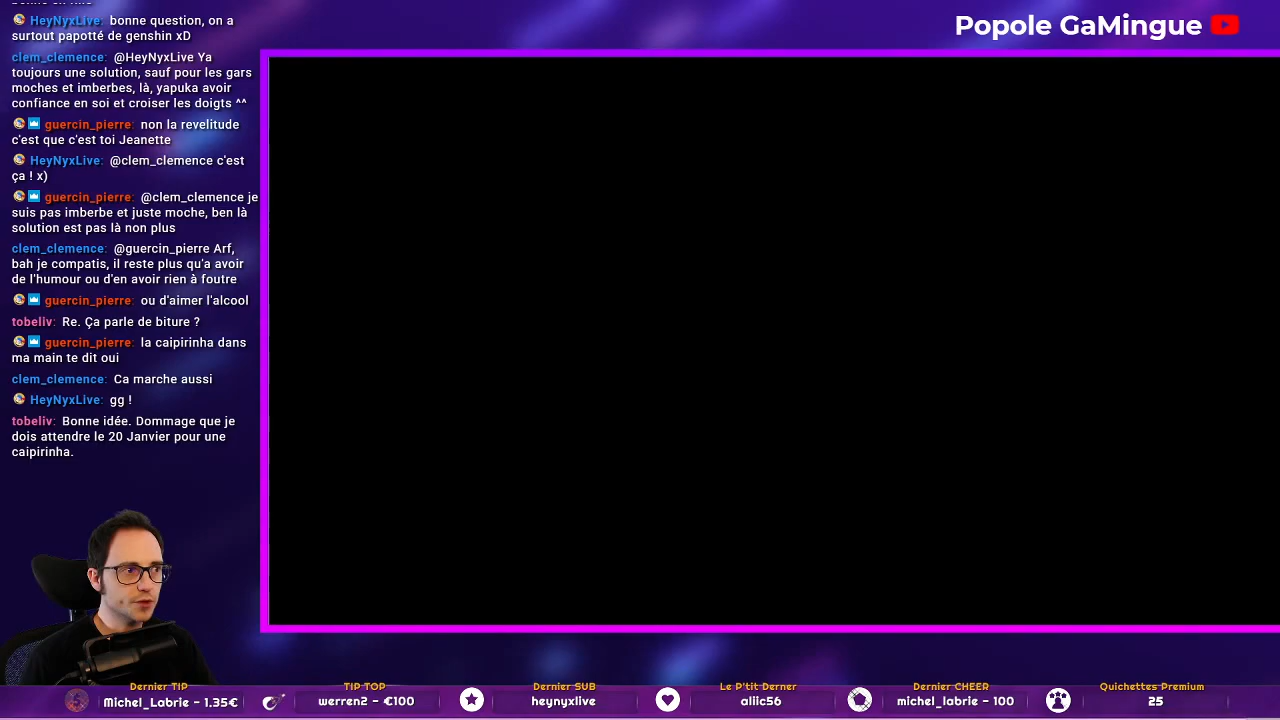 HeyNyxLive: bonne question, on a
surtout papotté de genshin xD
clem_clemence: @HeyNyxLive Ya
toujours une solution, sauf pour les gars
moches et imberbes, là, yapuka avoir
confiance en soi et croiser les doigts ^^
guercin_pierre: non la revelitude
c'est que c'est toi Jeanette
HeyNyxLive: @clem_clemence c'est
ça ! x)
guercin_pierre: @clem_clemence je
suis pas imberbe et juste moche, ben là
solution est pas là non plus
clem_clemence: @guercin_pierre Arf,
bah je compatis, il reste plus qu'a avoir
de l'humour ou d'en avoir rien à foutre
guercin_pierre: ou d'aimer l'alcool
tobeliv: Re. Ça parle de biture ?
guercin_pierre: la caipirinha dans
ma main te dit oui
clem_clemence: Ca marche aussi
HeyNyxLive: gg !
tobeliv: Bonne idée. Dommage que je
dois attendre le 20 Janvier pour une
caipirinha.
Popole GaMingue
Dernier TIP
Michel_Labrie - 1.35€
TIP TOP
werren2 - €100
Dernier SUB
heynyxlive
Le P'tit Derner
aliic56
Dernier CHEER
michel_labrie - 100
Quichettes Premium
25